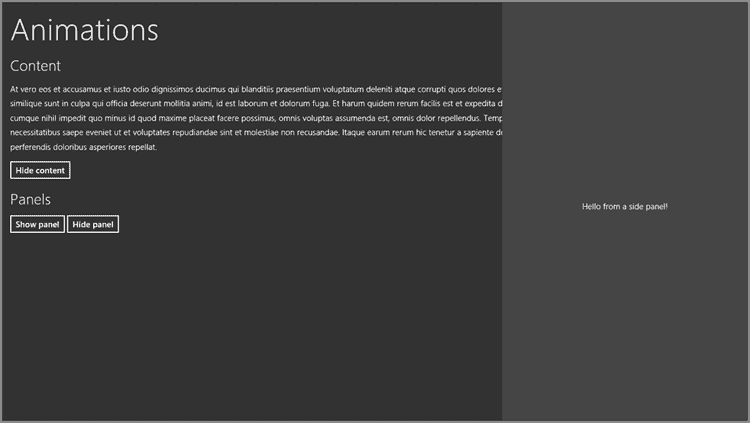 Animations
Content
At vero eos et accusamus et iusto odio dignissimos ducimus qui blanditiis praesentium voluptatum deleniti atque corrupti quos dolores e
similique sunt in culpa qui officia deserunt mollitia animi, id est laborum et dolorum fuga. Et harum quidem rerum facilis est et expedita d
cumque nihil impedit quo minus id quod maxime placeat facere possimus, omnis voluptas assumenda est, omnis dolor repellendus. Temp
necessitatibus saepe eveniet ut et voluptates repudiandae sint et molestiae non recusandae. Itaque earum rerum hic tenetur a sapiente de
perferendis doloribus asperiores repellat.
Hide content
Panels
Show panel Hide panel
Hello from a side panel!